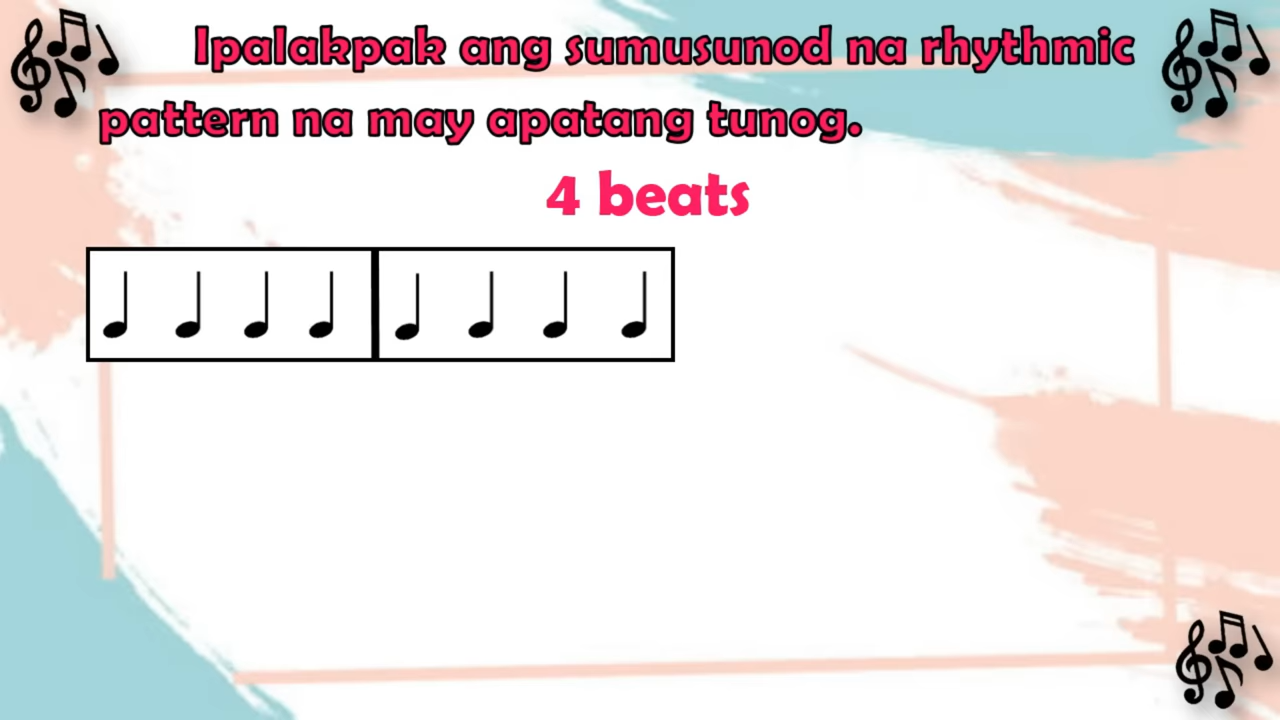 Ipalakpak ang sumusunod na rhythmic
pattern na may apatang tunog.
4 beats